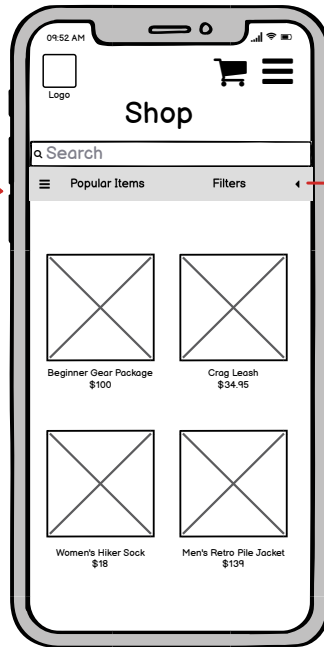 09:52 AM
Logo
Shop
Search
Popular Items Filters
Beginner Gear Package
$100
Crag Leash
$34.95
Women's Hiker Sock
$18
Men's Retro Pile Jacket
$139